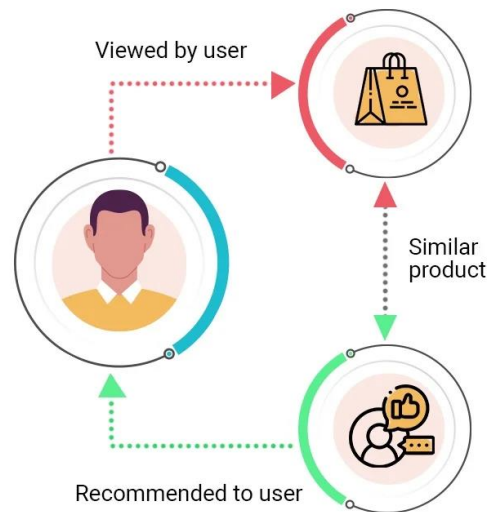 Viewed by user
Similar
product
Recommended to user